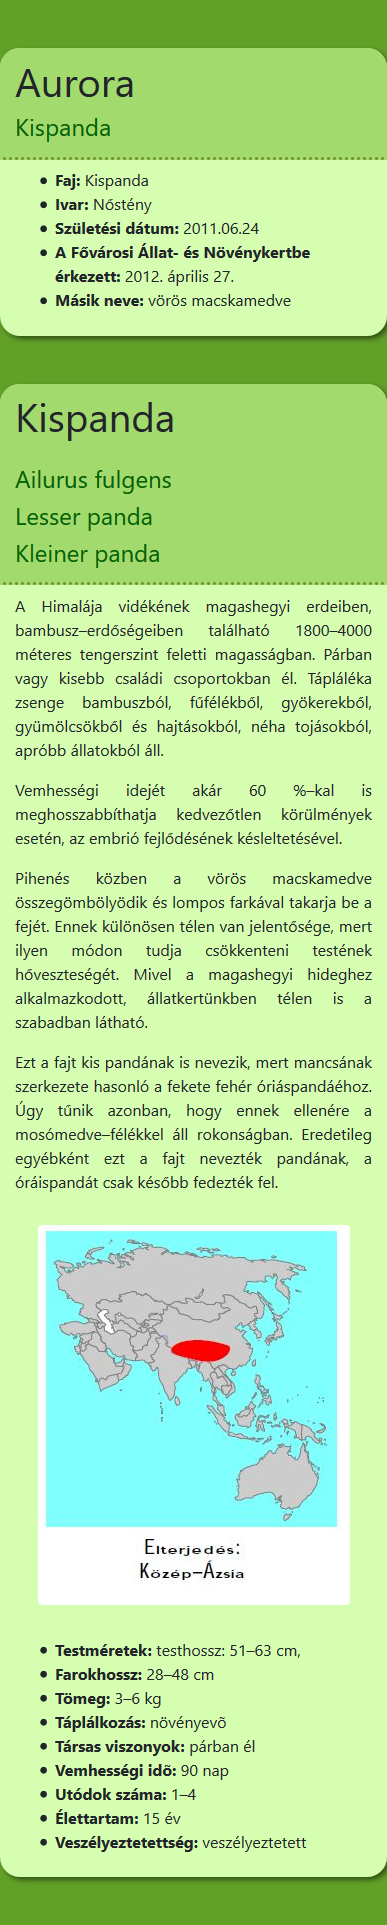 Aurora
Kispanda
Faj: Kispanda
Ivar: Nőstény
Születési dátum: 2011.06.24
A Fővárosi Állat- és Növénykertbe
érkezett: 2012. április 27.
Másik neve: vörös macskamedve
Kispanda
Ailurus fulgens
Lesser panda
Kleiner panda
A Himalája vidékének magashegyi erdeiben,
bambusz–erdőségeiben található 1800–4000
méteres tengerszint feletti magasságban. Párban
vagy kisebb családi csoportokban él. Tápláléka
zsenge bambuszból, fűfélékből, gyökerekből,
gyümölcsökből és hajtásokból, néha tojásokból,
apróbb állatokból áll.
Vemhességi idejét akár 60 %–kal is
meghosszabbíthatja kedvezőtlen körülmények
esetén, az embrió fejlődésének késleltetésével.
Pihenés közben a vörös macskamedve
összegömbölyödik és lompos farkával takarja be a
fejét. Ennek különösen télen van jelentősége, mert
ilyen módon tudja csökkenteni testének
hőveszteségét. Mivel a magashegyi hideghez
alkalmazkodott, állatkertünkben télen is a
szabadban látható.
Ezt a fajt kis pandának is nevezik, mert mancsának
szerkezete hasonló a fekete fehér óriáspandáéhoz.
Úgy tűnik azonban, hogy ennek ellenére a
mosómedve–félékkel áll rokonságban. Eredetileg
egyébként ezt a fajt nevezték pandának, a
óráispandát csak később fedezték fel.
Elterjedés:
Közép–Ázsia
Testméretek: testhossz: 51–63 cm,
Farokhossz: 28–48 cm
Tömeg: 3–6 kg
Táplálkozás: növényevõ
Társas viszonyok: párban él
Vemhességi idõ: 90 nap
Utódok száma: 1–4
Élettartam: 15 év
Veszélyeztetettség: veszélyeztetett